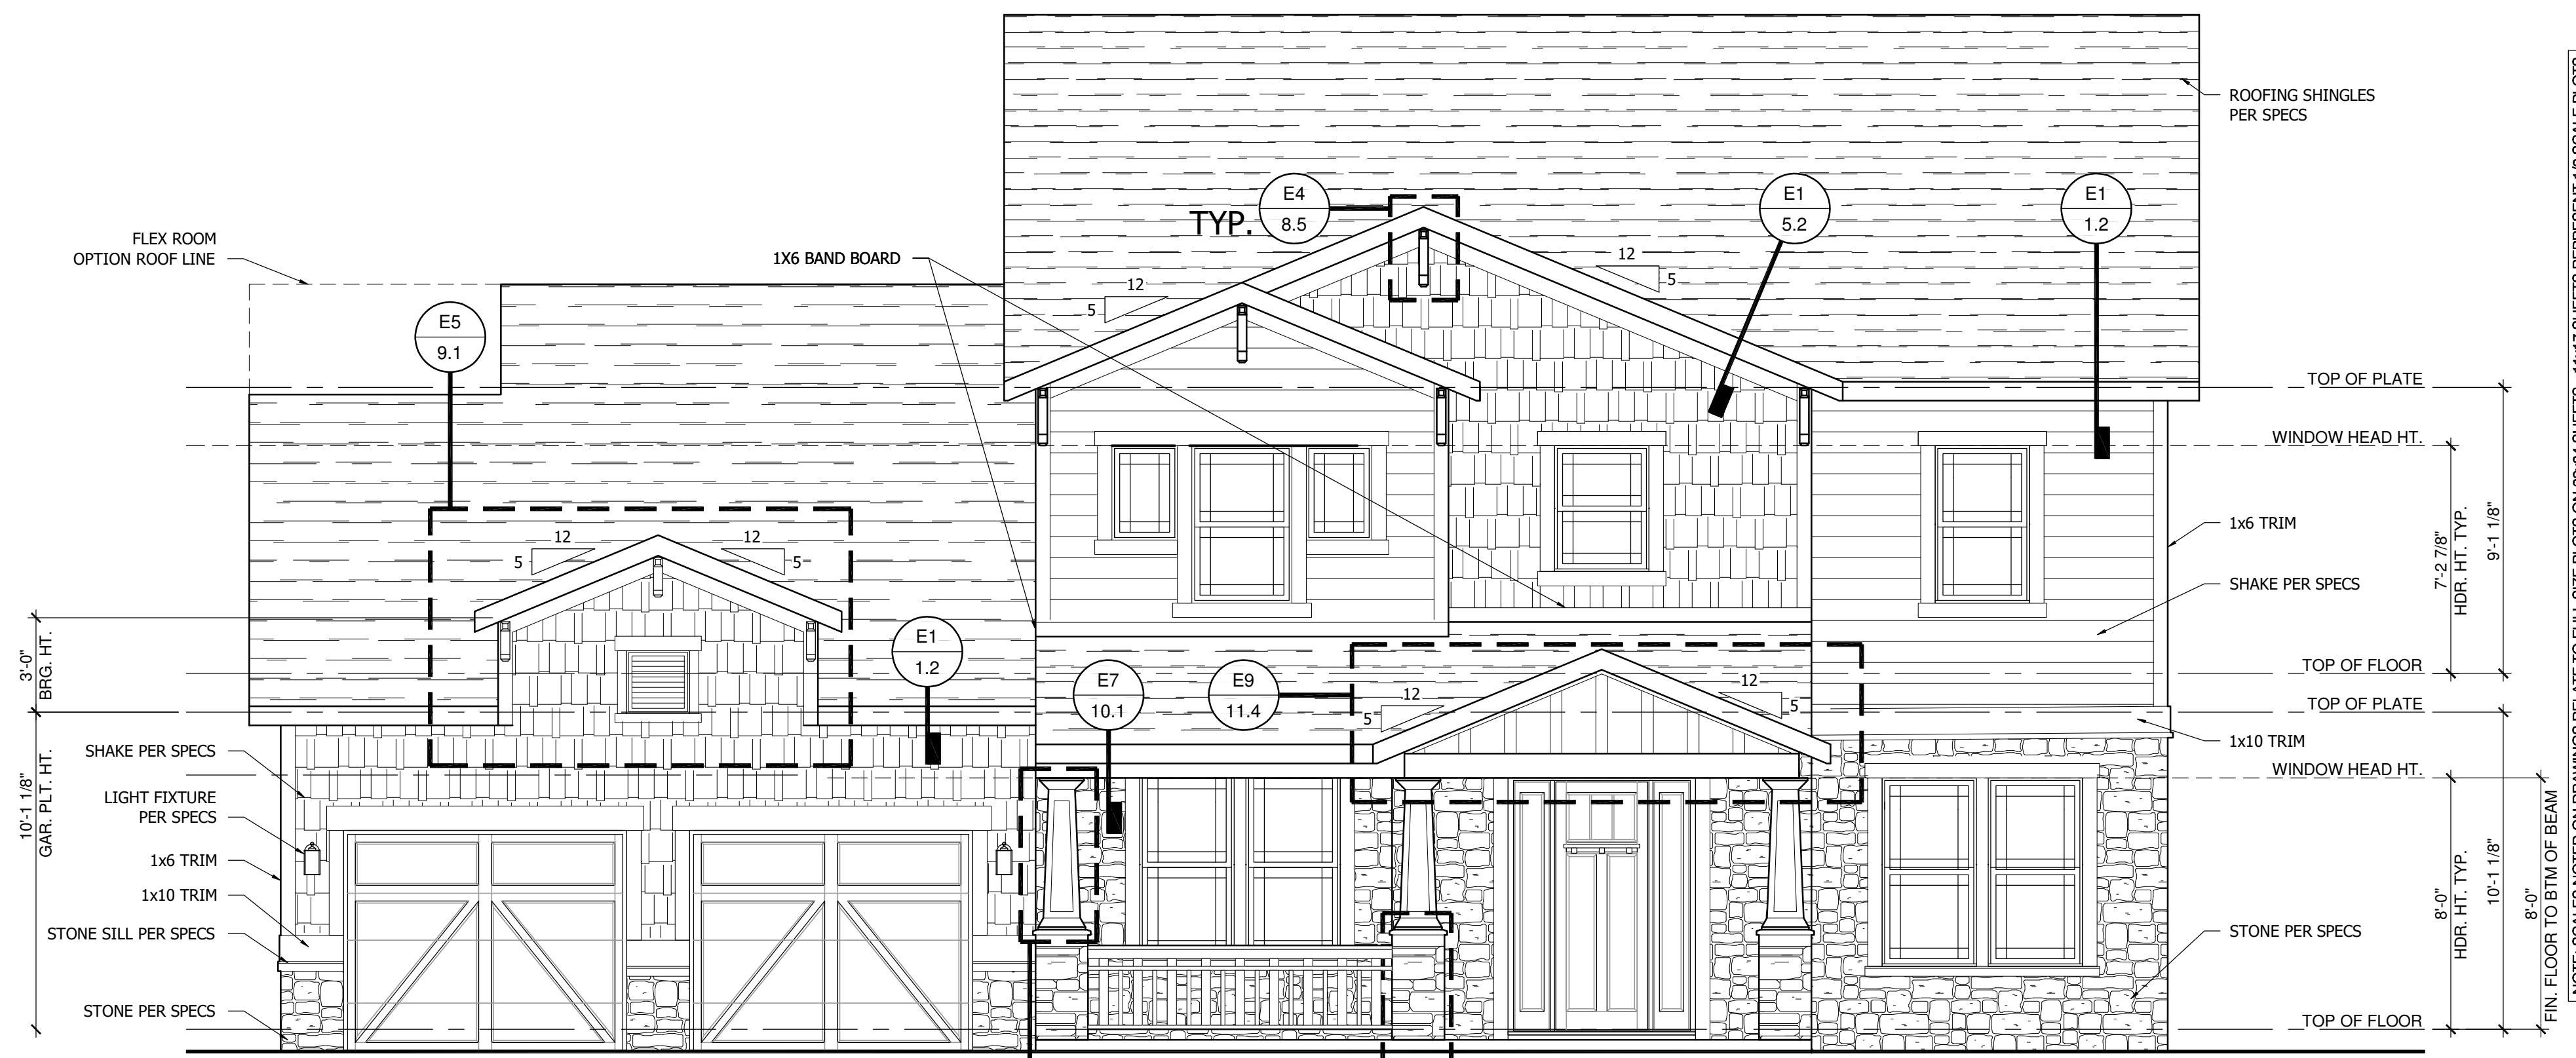 ROOFING SHINGLES
PER SPECS
E4
8.5
TYP.
E1
5.2
E1
1.2
FLEX ROOM
OPTION ROOF LINE
1X6 BAND BOARD
12
5
12
5
E5
9.1
TOP OF PLATE
WINDOW HEAD HT.
1x6 TRIM
SHAKE PER SPECS
7'-2 7/8"
HDR. HT. TYP.
9'-1 1/8"
12
5
12
5
3'-0"
BRG. HT.
E1
1.2
E7
10.1
E9
11.4
12
5
12
5
TOP OF FLOOR
TOP OF PLATE
1x10 TRIM
WINDOW HEAD HT.
SHAKE PER SPECS
LIGHT FIXTURE
PER SPECS
1x6 TRIM
1x10 TRIM
STONE SILL PER SPECS
STONE PER SPECS
10'-1 1/8"
GAR. PLT. HT.
STONE PER SPECS
TOP OF FLOOR
8'-0"
HDR. HT. TYP.
10'-1 1/8"
8'-0"
FIN. FLOOR TO BTM OF BEAM